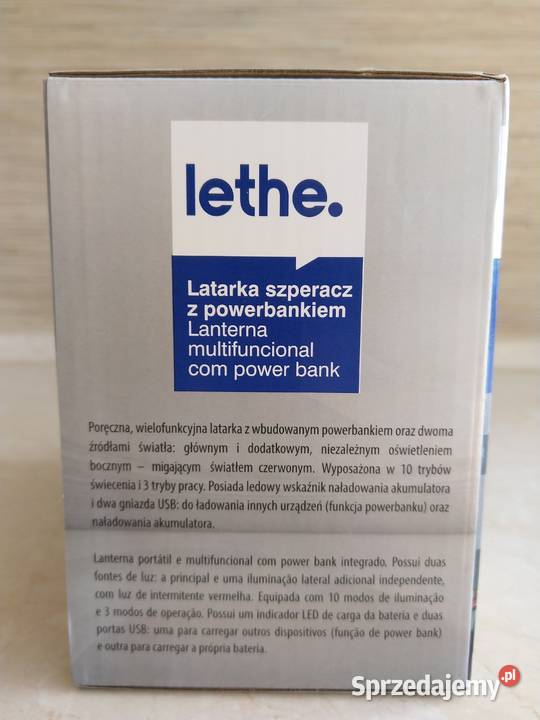 lethe.
Latarka szperacz
z powerbankiem
Lanterna
multifuncional
com power bank
Poręczna, wielofunkcyjna latarka z wbudowanym powerbankiem oraz dwoma
źródłami światła: głównym i dodatkowym, niezależnym oświetleniem
bocznym – migającym światłem czerwonym. Wyposażona w 10 trybów
świecenia i 3 tryby pracy. Posiada ledowy wskaźnik naładowania akumulatora
i dwa gniazda USB: do ładowania innych urządzeń (funkcja powerbanku) oraz
naładowania akumulatora.
Lanterna portátil e multifuncional com power bank integrado. Possui duas
fontes de luz: a principal e uma iluminação lateral adicional independente,
com luz de intermitente vermelha. Equipada com 10 modos de iluminação
e 3 modos de operação. Possui um indicador LED de carga da bateria e duas
portas USB: uma para carregar outros dispositivos (função de power bank)
e outra para carregar a própria bateria.
Sprzedajemy.pl